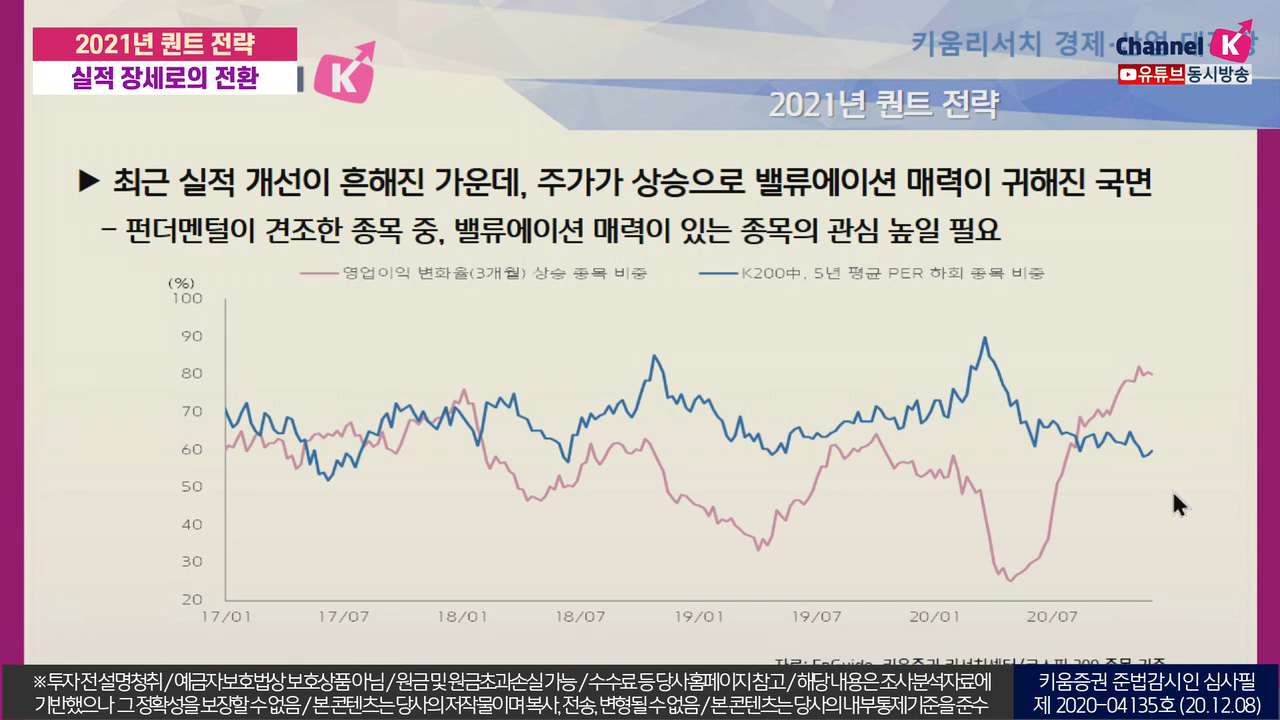 2021년 퀀트 전략
실적 장세로의 전환
K
키움리서치 경제·산업
Channel K
유튜브동시방송
2021년 퀀트 전략
▶ 최근 실적 개선이 흔해진 가운데, 주가가 상승으로 밸류에이션 매력이 귀해진 국면
– 펀더멘털이 견조한 종목 중, 밸류에이션 매력이 있는 종목의 관심 높일 필요
영업이익 변화율(3개월) 상승 종목 비중
K200中, 5년 평균 PER 하회 종목 비중
(%)
100
90
80
70
60
50
40
30
20
17/01 17/07 18/01 18/07 19/01 19/07 20/01 20/07
※ 투자 전 설명청취 / 예금자보호법상 보호상품 아님 / 원금 및 원금초과손실 가능 / 수수료 등 당사홈페이지 참고 / 해당 내용은 조사분석자료에
기반했으나 그 정확성을 보장할 수 없음 / 본 콘텐츠는 당사의 저작물이며 복사, 전송, 변형될 수 없음 / 본 콘텐츠는 당사의 내부통제기준을 준수
키움증권 준법감시인 심사필
제 2020-04135호 (20.12.08)